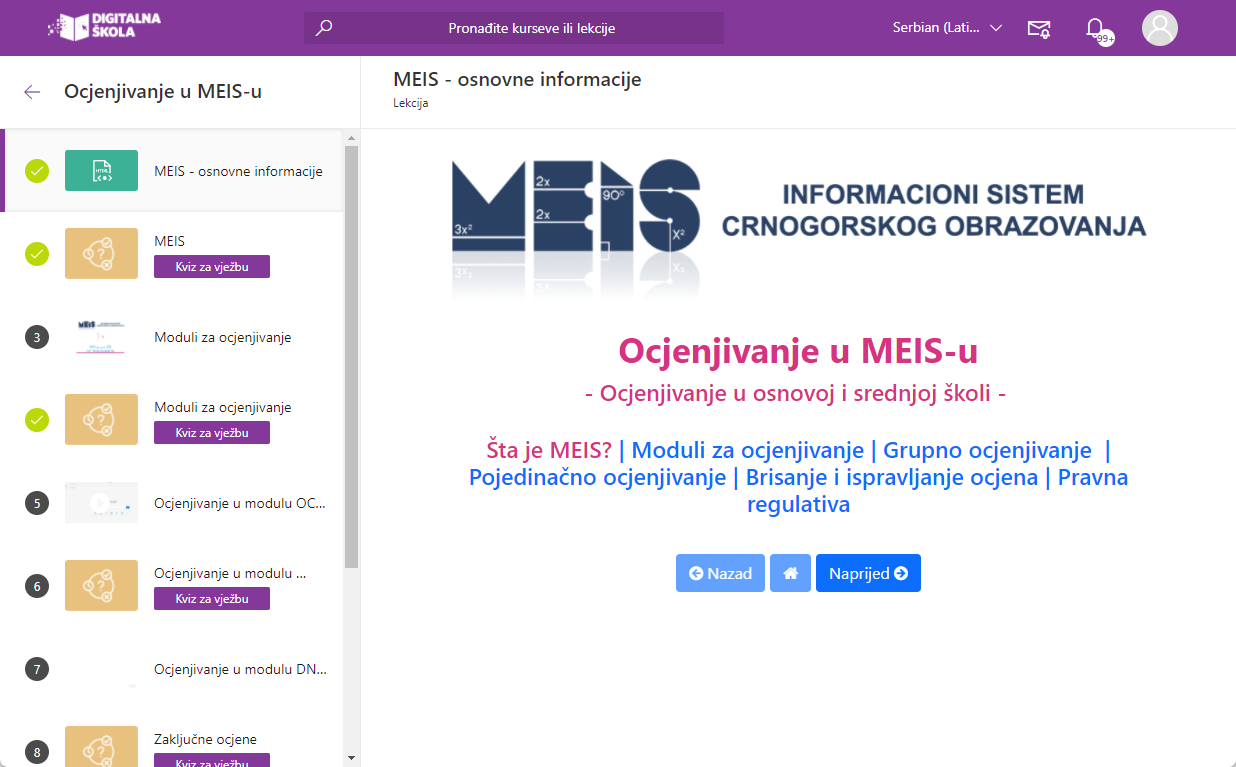 DIGITALNA
ŠKOLA
Pronađite kurseve ili lekcije
Serbian (Lati...
99+
Ocjenjivanje u MEIS-u
MEIS - osnovne informacije
Lekcija
HTML
MEIS - osnovne informacije
MEIS
Kviz za vježbu
3
Moduli za ocjenjivanje
Moduli za ocjenjivanje
Kviz za vježbu
5
Ocjenjivanje u modulu OC...
6
Ocjenjivanje u modulu ...
Kviz za vježbu
7
Ocjenjivanje u modulu DN...
8
Zaključne ocjene
Kviz za vježbu
MEIS
2x
90°
2x
3x²
X²
INFORMACIONI SISTEM
CRNOGORSKOG OBRAZOVANJA
Ocjenjivanje u MEIS-u
- Ocjenjivanje u osnovoj i srednjoj školi -
Šta je MEIS? | Moduli za ocjenjivanje | Grupno ocjenjivanje |
Pojedinačno ocjenjivanje | Brisanje i ispravljanje ocjena | Pravna
regulativa
Nazad
Naprijed